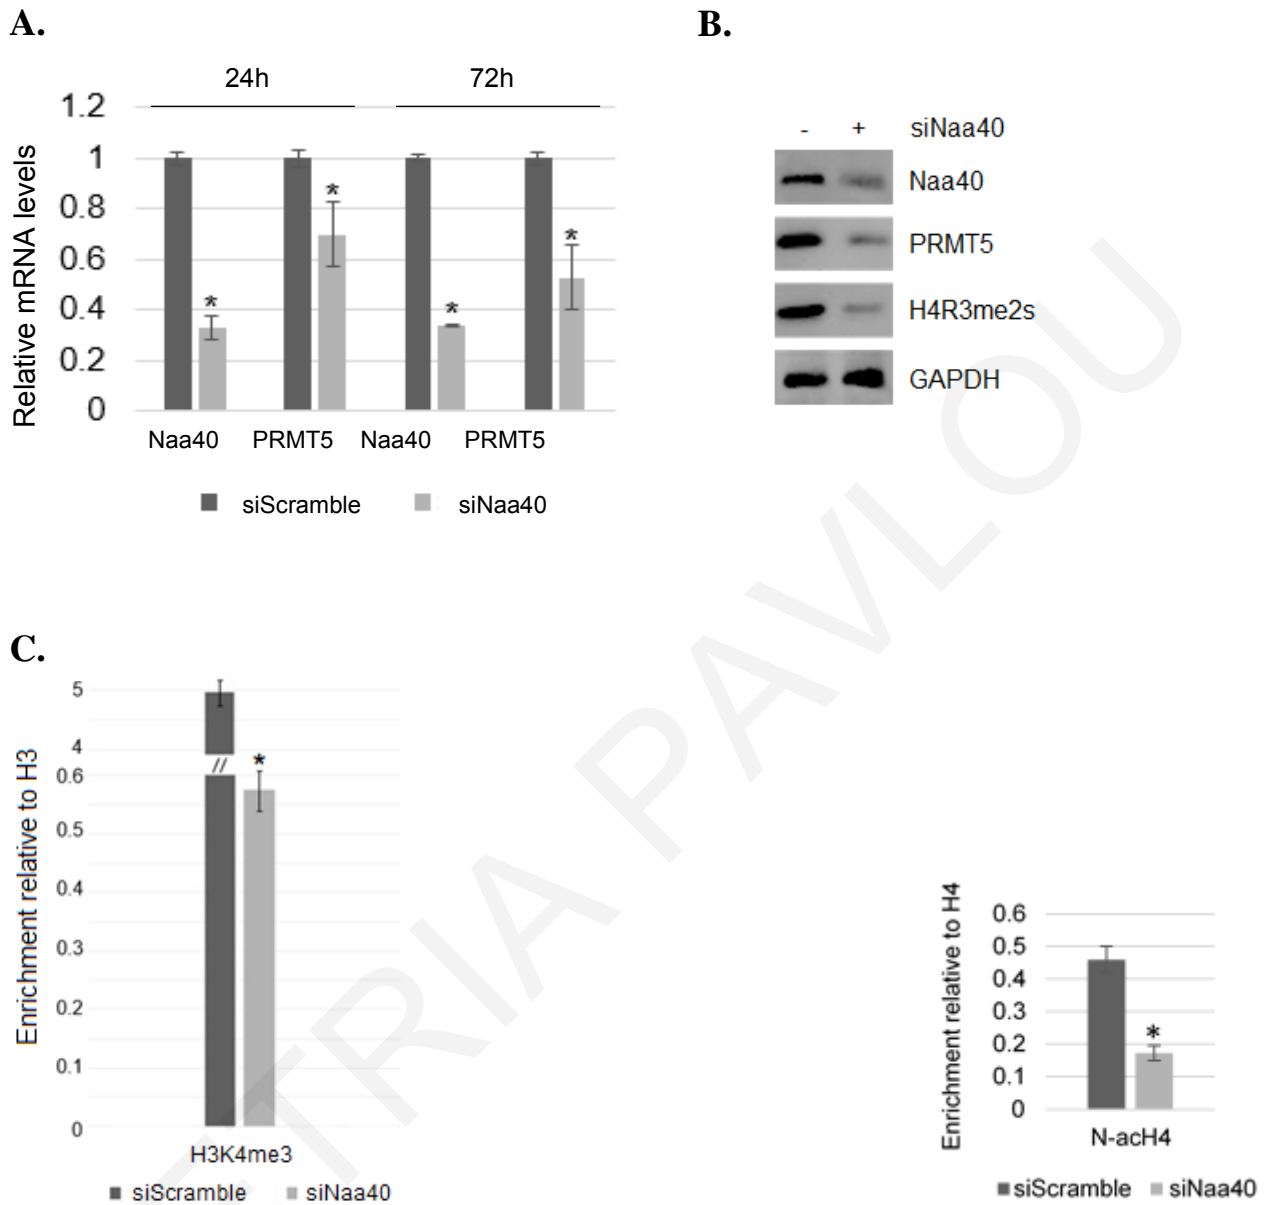 A.
24h 72h
Relative mRNA levels
1.2
1
0.8
0.6
0.4
0.2
0
* * * *
Naa40 PRMT5 Naa40 PRMT5
siScramble siNaa40
B.
- + siNaa40
Naa40
PRMT5
H4R3me2s
GAPDH
C.
Enrichment relative to H3
5
4
//
*
0.6
0.5
0.4
0.3
0.2
0.1
0
H3K4me3
siScramble siNaa40
Enrichment relative to H4
0.6
0.5
0.4
0.3
0.2
*
0.1
0
N-acH4
siScramble siNaa40
ETRIA PAVLOU